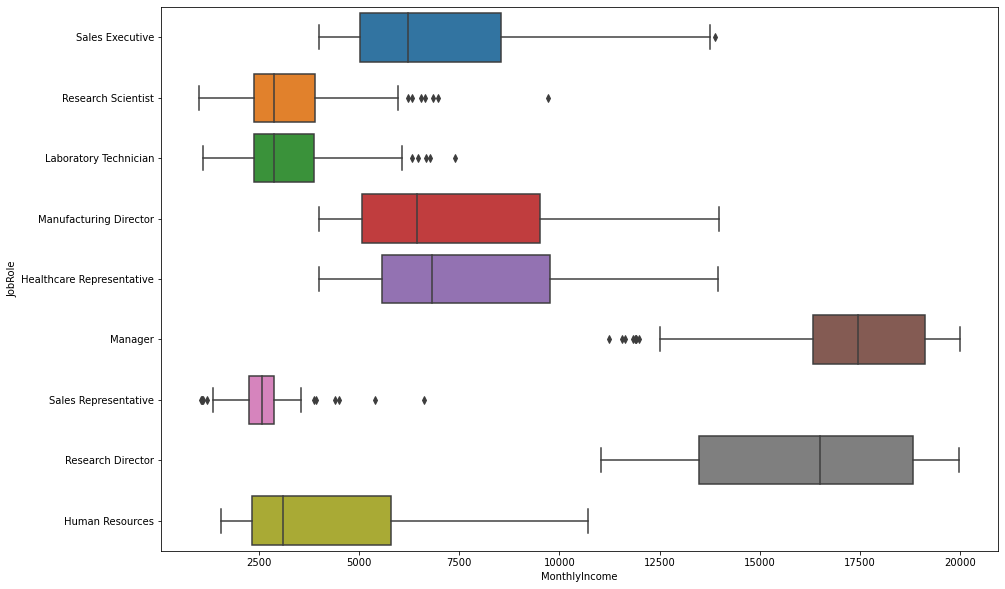 Sales Executive
Research Scientist
Laboratory Technician
Manufacturing Director
Healthcare Representative
Manager
Sales Representative
Research Director
Human Resources
JobRole
2500 5000 7500 10000 12500 15000 17500 20000
MonthlyIncome